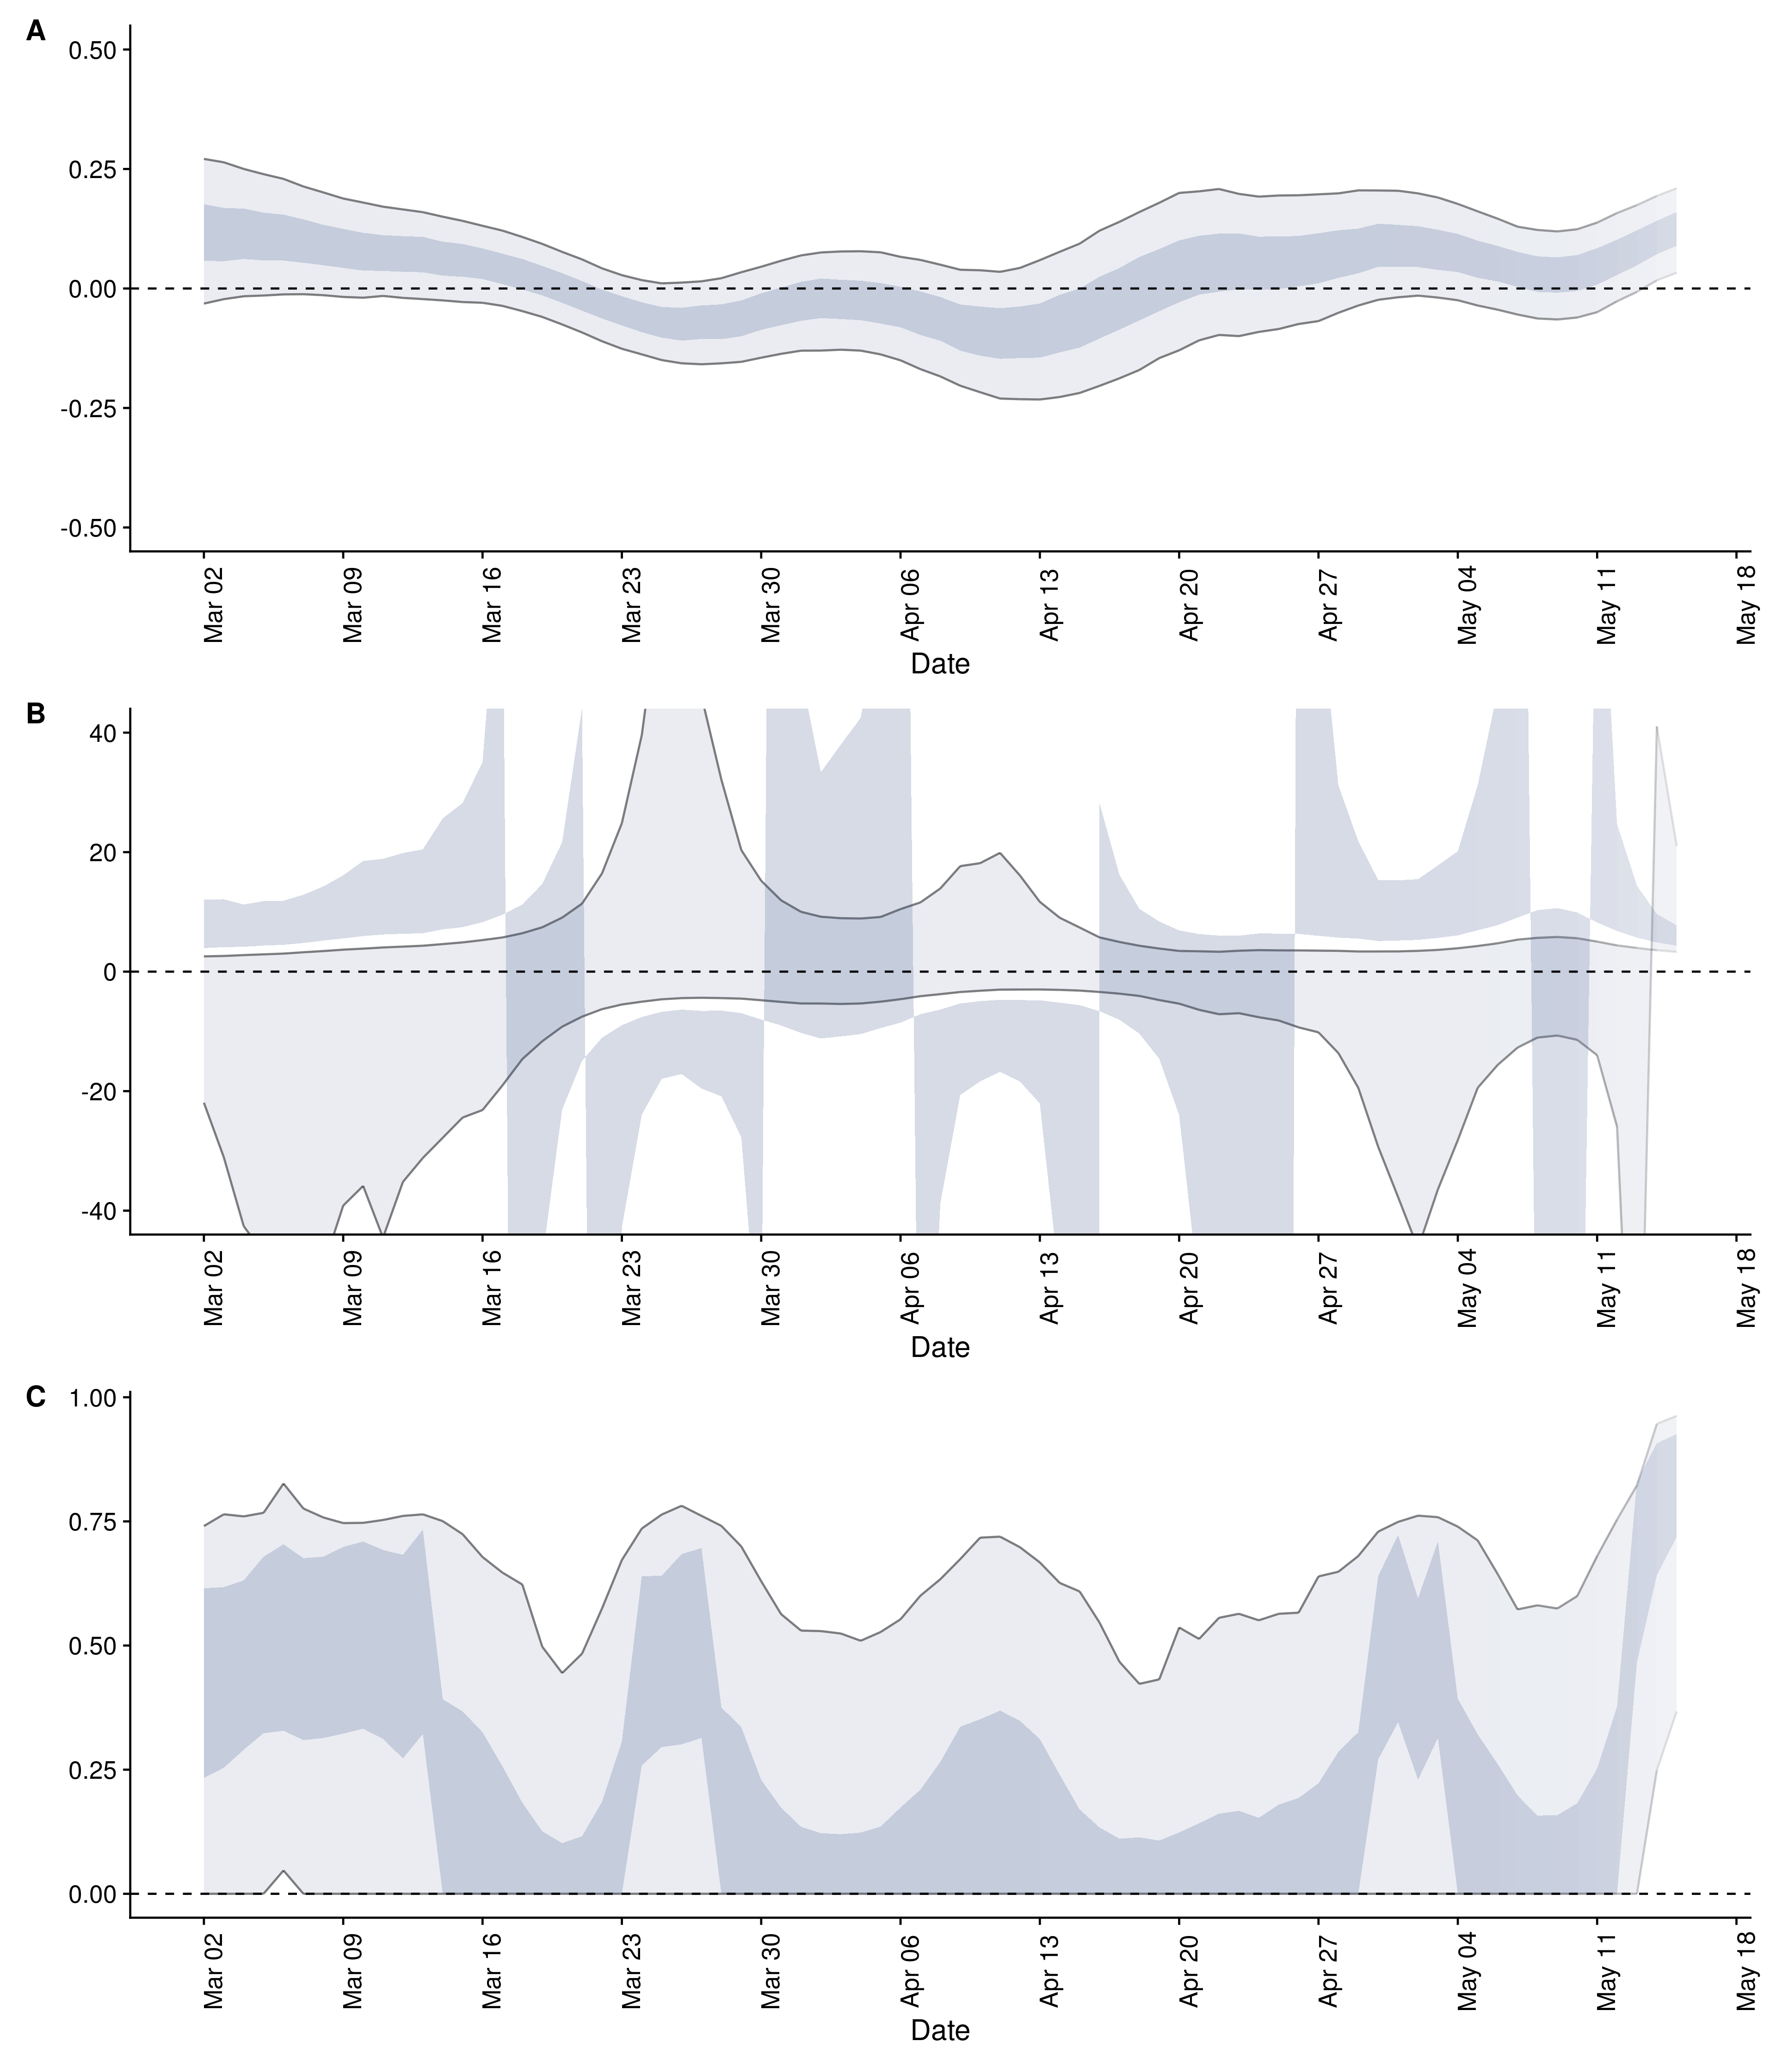 A
0.50
0.25
0.00
-0.25
-0.50
Mar 02
Mar 09
Mar 16
Mar 23
Mar 30
Apr 06
Apr 13
Apr 20
Apr 27
May 04
May 11
May 18
Date
B
40
20
0
-20
-40
Mar 02
Mar 09
Mar 16
Mar 23
Mar 30
Apr 06
Apr 13
Apr 20
Apr 27
May 04
May 11
May 18
Date
C
1.00
0.75
0.50
0.25
0.00
Mar 02
Mar 09
Mar 16
Mar 23
Mar 30
Apr 06
Apr 13
Apr 20
Apr 27
May 04
May 11
May 18
Date